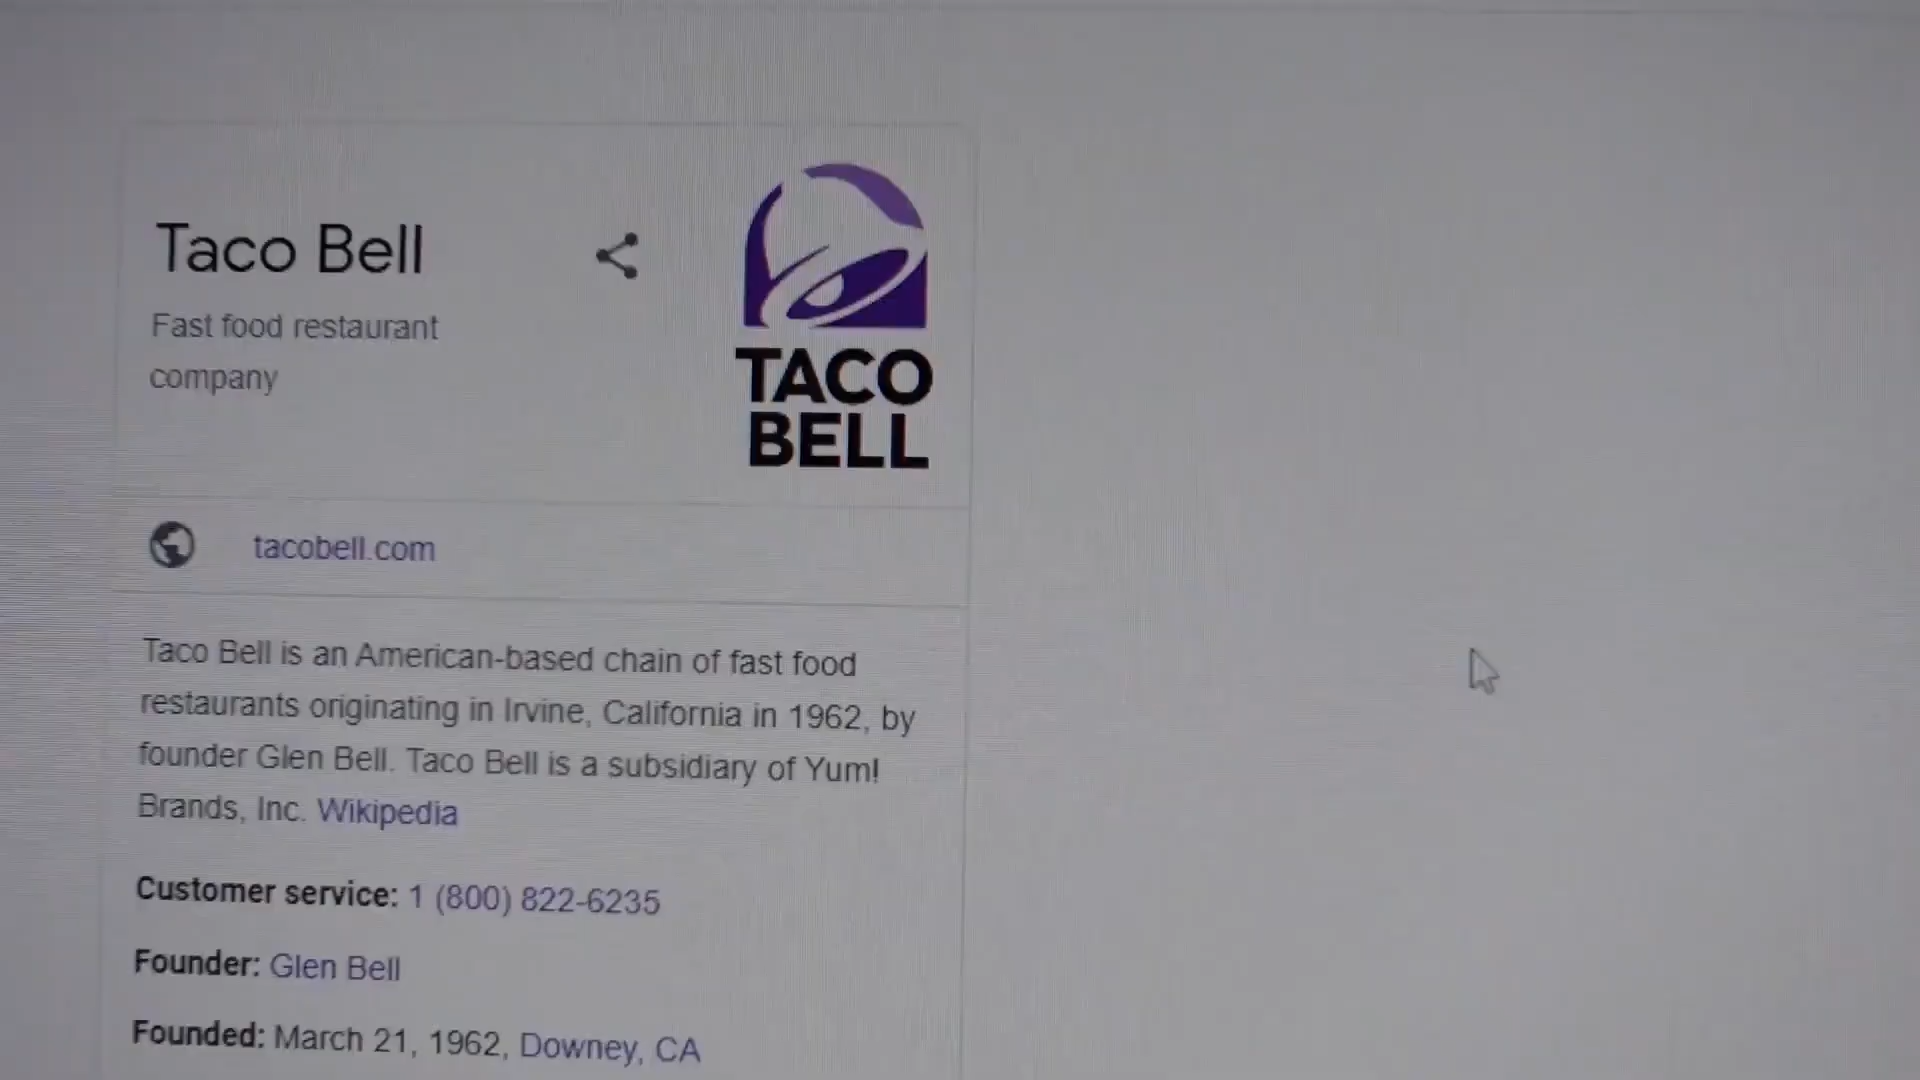 Taco Bell
Fast food restaurant
company
TACO
BELL
tacobell.com
Taco Bell is an American-based chain of fast food
restaurants originating in Irvine, California in 1962, by
founder Glen Bell. Taco Bell is a subsidiary of Yum!
Brands, Inc. Wikipedia
Customer service: 1 (800) 822-6235
Founder: Glen Bell
Founded: March 21, 1962, Downey, CA